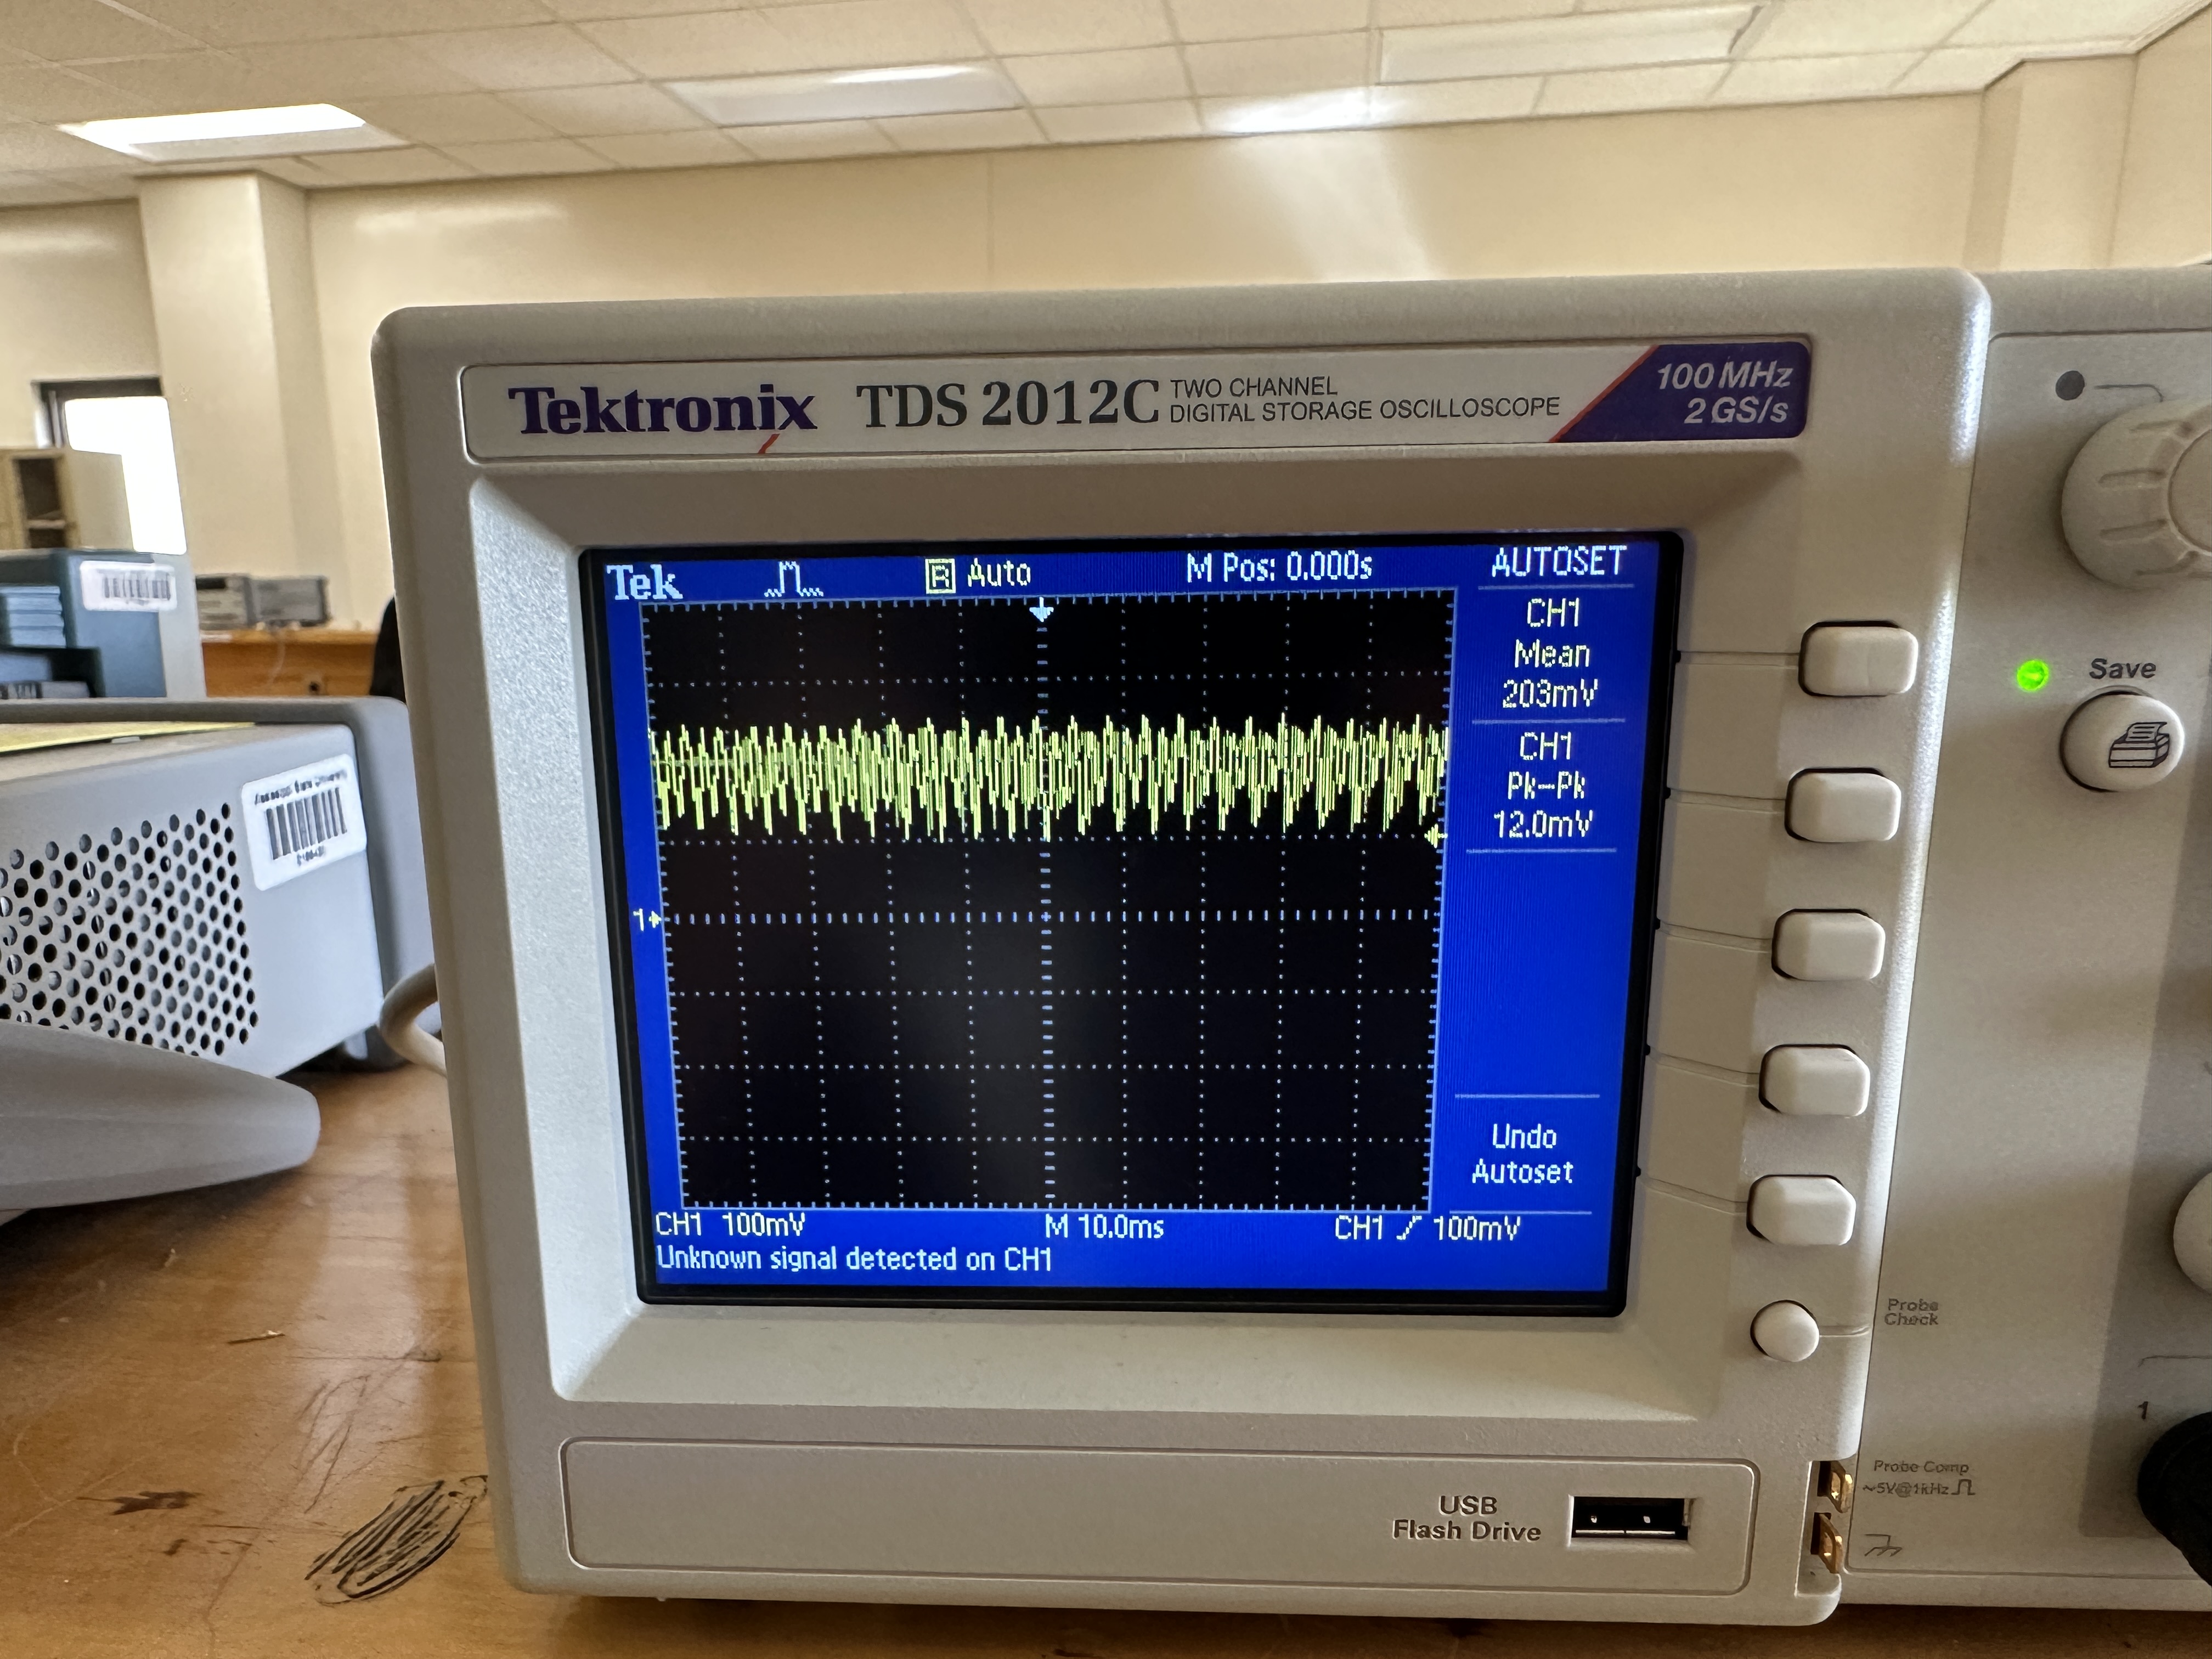 Tektronix TDS 2012C TWO CHANNEL
DIGITAL STORAGE OSCILLOSCOPE
100 MHz
2 GS/s
Tek R Auto M Pos: 0.000s AUTOSET
CH1
Mean
203mV
CH1
Pk-Pk
12.0mV
1
Undo
Autoset
CH1 100mV M 10.0ms CH1 100mV
Unknown signal detected on CH1
Save
Probe
Check
1
Probe Comp
~5V@1kHz
USB
Flash Drive